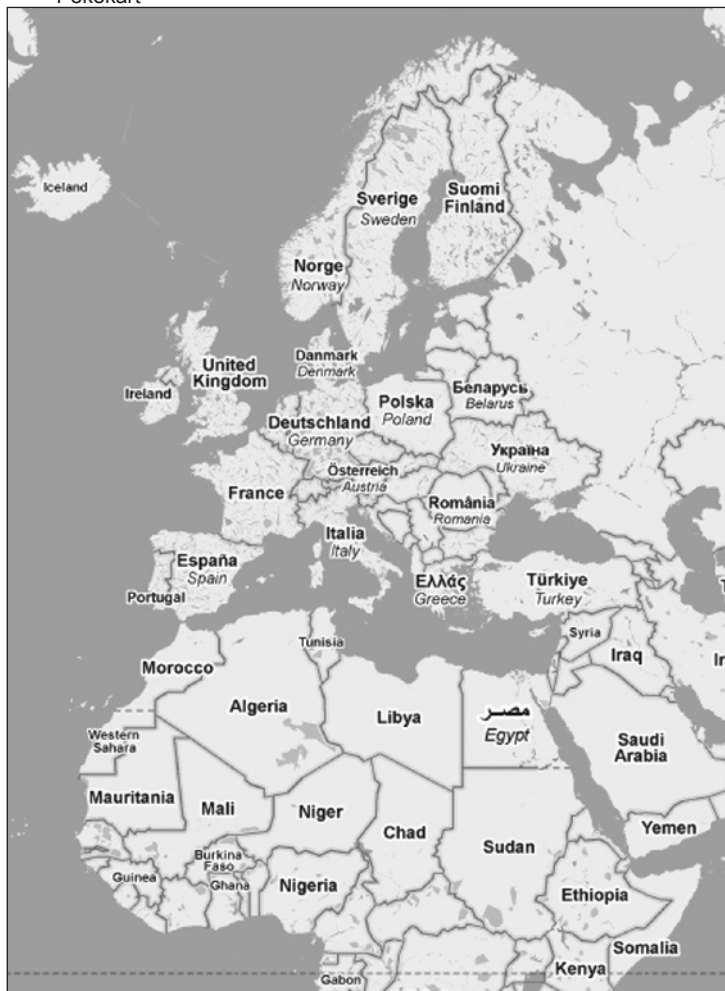 Iceland
Sverige
Sweden
Suomi
Finland
Norge
Norway
Danmark
Denmark
United
Kingdom
Ireland
Беларусь
Belarus
Polska
Poland
Deutschland
Germany
Україна
Ukraine
Österreich
Austria
France
România
Romania
Italia
Italy
España
Spain
Ελλάς
Greece
Türkiye
Turkey
Portugal
Tunisia
Syria
Iraq
Morocco
Algeria
Libya
مصر
Egypt
Western
Sahara
Saudi
Arabia
Mauritania
Mali
Niger
Chad
Sudan
Yemen
Burkina
Faso
Guinea
Ghana
Nigeria
Ethiopia
Somalia
Kenya
Gabon